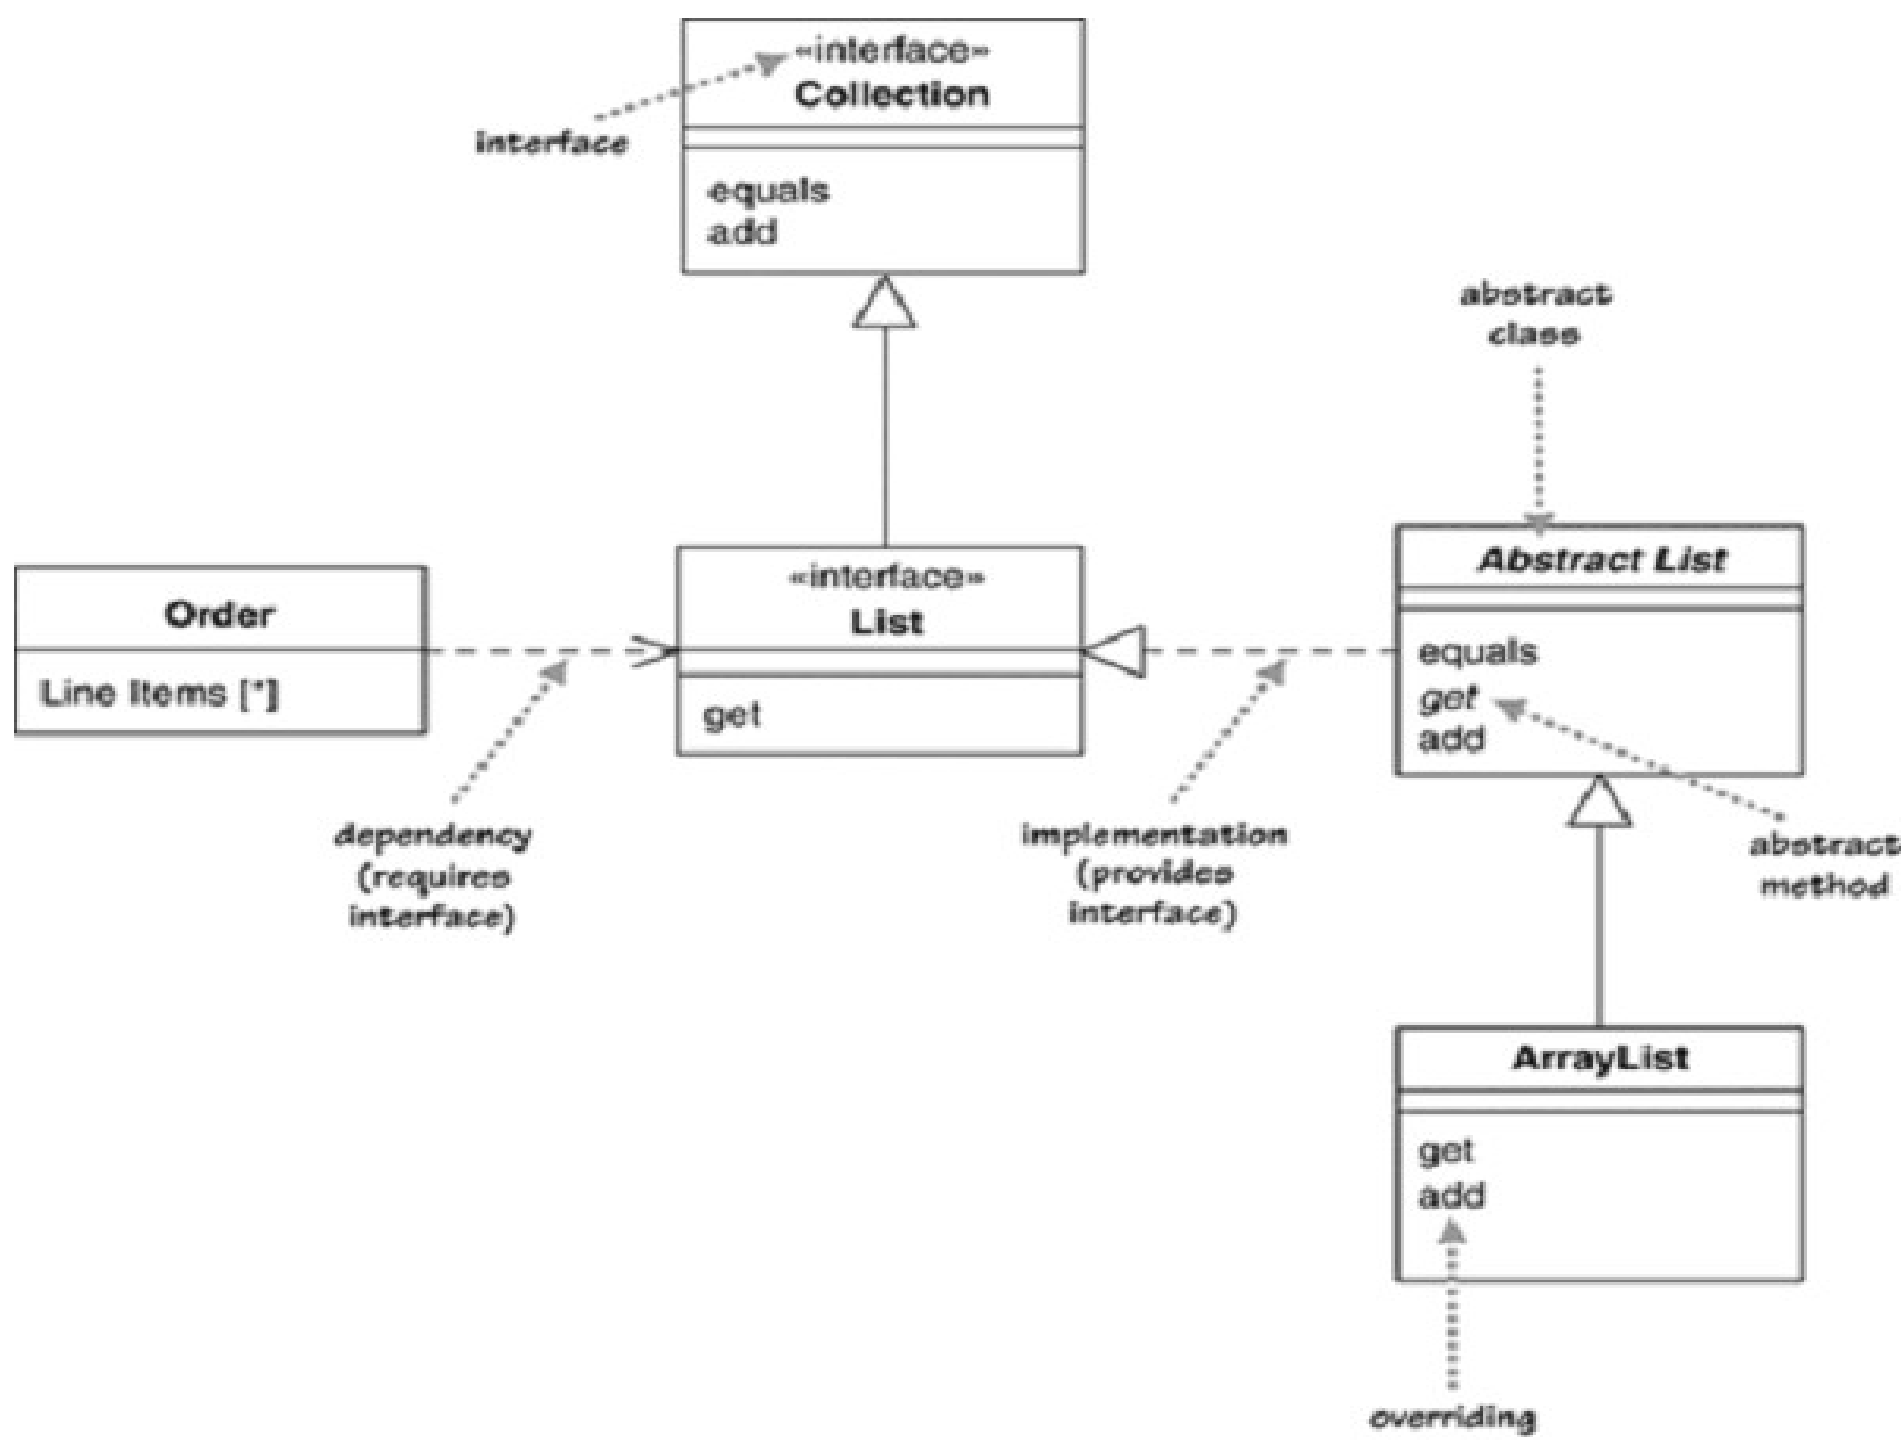 «interface»
Collection
interface
equals
add
abstract
class
Abstract List
equals
get
add
Order
Line Items [*]
«interface»
List
get
dependency
(requires
interface)
implementation
(provides
interface)
abstract
method
ArrayList
get
add
overriding